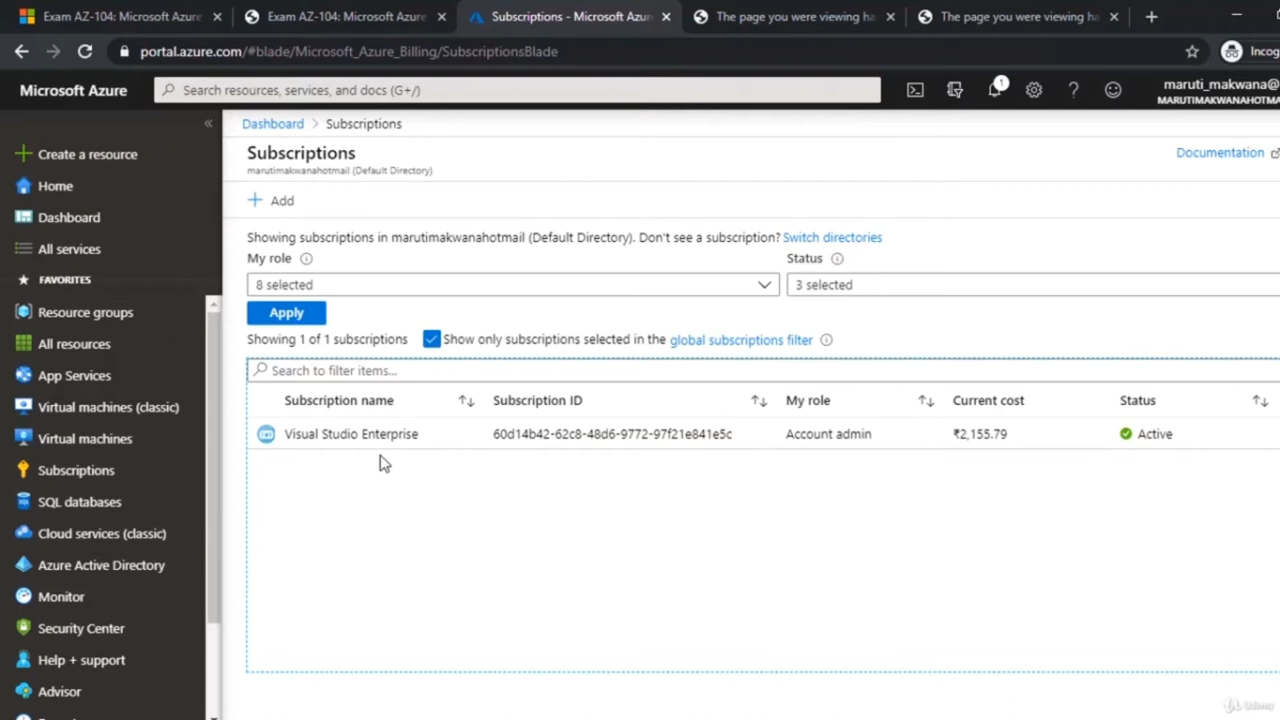 Exam AZ-104: Microsoft Azure
Exam AZ-104: Microsoft Azure
Subscriptions - Microsoft Azure
The page you were viewing ha
The page you were viewing ha
portal.azure.com/#blade/Microsoft_Azure_Billing/SubscriptionsBlade
Incog
Microsoft Azure
Search resources, services, and docs (G+/)
1
maruti_makwana@
MARUTIMAKWANAHOTMA
Dashboard > Subscriptions
Subscriptions
marutimakwanahotmail (Default Directory)
Documentation
Add
Showing subscriptions in marutimakwanahotmail (Default Directory). Don't see a subscription? Switch directories
My role
Status
8 selected
3 selected
Apply
Showing 1 of 1 subscriptions
Show only subscriptions selected in the global subscriptions filter
Search to filter items...
Subscription name
Subscription ID
My role
Current cost
Status
Visual Studio Enterprise
60d14b42-62c8-48d6-9772-97f21e841e5c
Account admin
₹2,155.79
Active
Create a resource
Home
Dashboard
All services
FAVORITES
Resource groups
All resources
App Services
Virtual machines (classic)
Virtual machines
Subscriptions
SQL databases
Cloud services (classic)
Azure Active Directory
Monitor
Security Center
Help + support
Advisor
Udemy